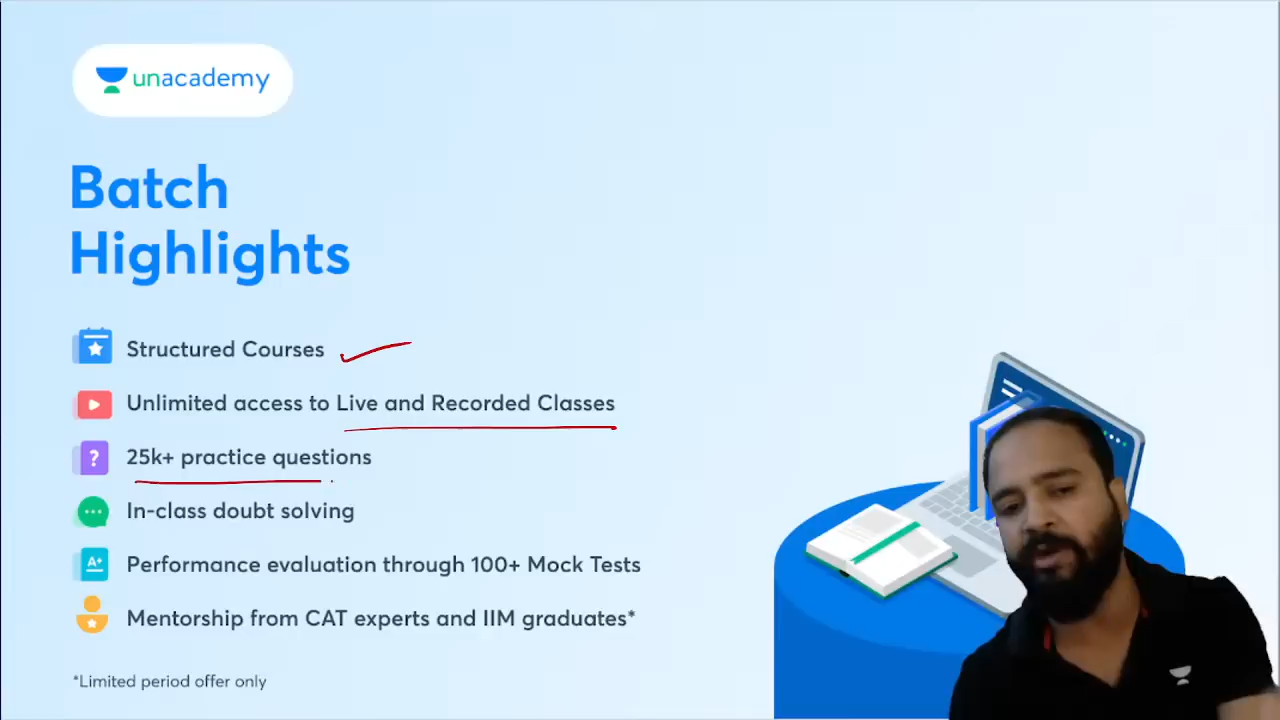 unacademy
Batch
Highlights
Structured Courses
Unlimited access to Live and Recorded Classes
25k+ practice questions
In-class doubt solving
Performance evaluation through 100+ Mock Tests
Mentorship from CAT experts and IIM graduates*
*Limited period offer only